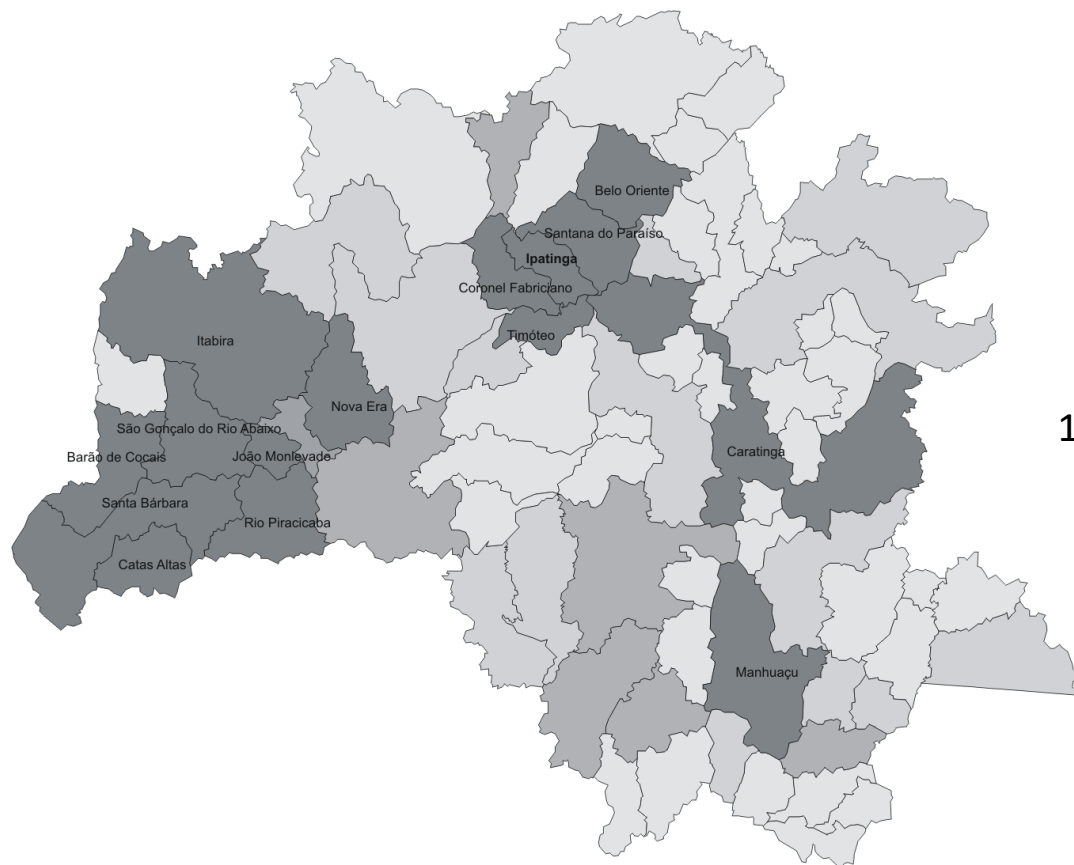 Belo Oriente
Santana do Paraíso
Ipatinga
Coronel Fabriciano
Timóteo
Itabira
Nova Era
São Gonçalo do Rio Abaixo
1
Barão de Cocais
João Monlevade
Caratinga
Santa Bárbara
Rio Piracicaba
Catas Altas
Manhuaçu